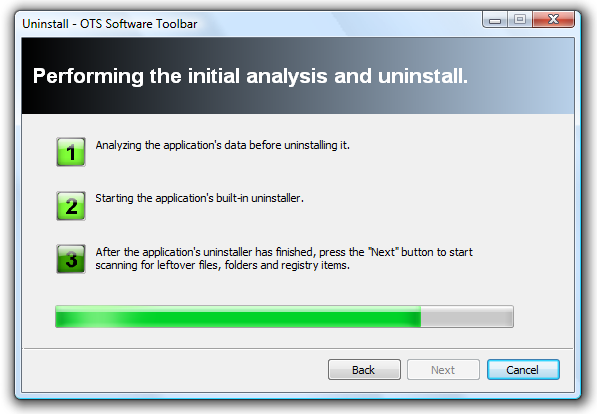 Uninstall - OTS Software Toolbar
Performing the initial analysis and uninstall.
1
Analyzing the application's data before uninstalling it.
2
Starting the application's built-in uninstaller.
3
After the application's uninstaller has finished, press the "Next" button to start
scanning for leftover files, folders and registry items.
Back
Next
Cancel